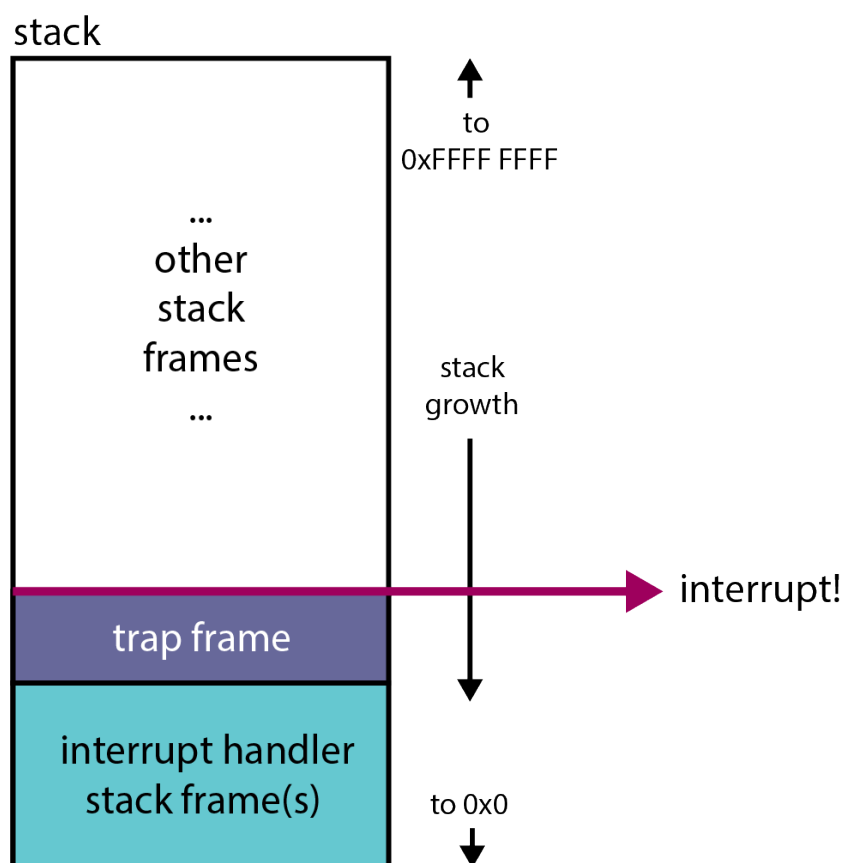 stack
to
0xFFFF FFFF
...
other
stack
frames
...
stack
growth
interrupt!
trap frame
interrupt handler
stack frame(s)
to 0x0